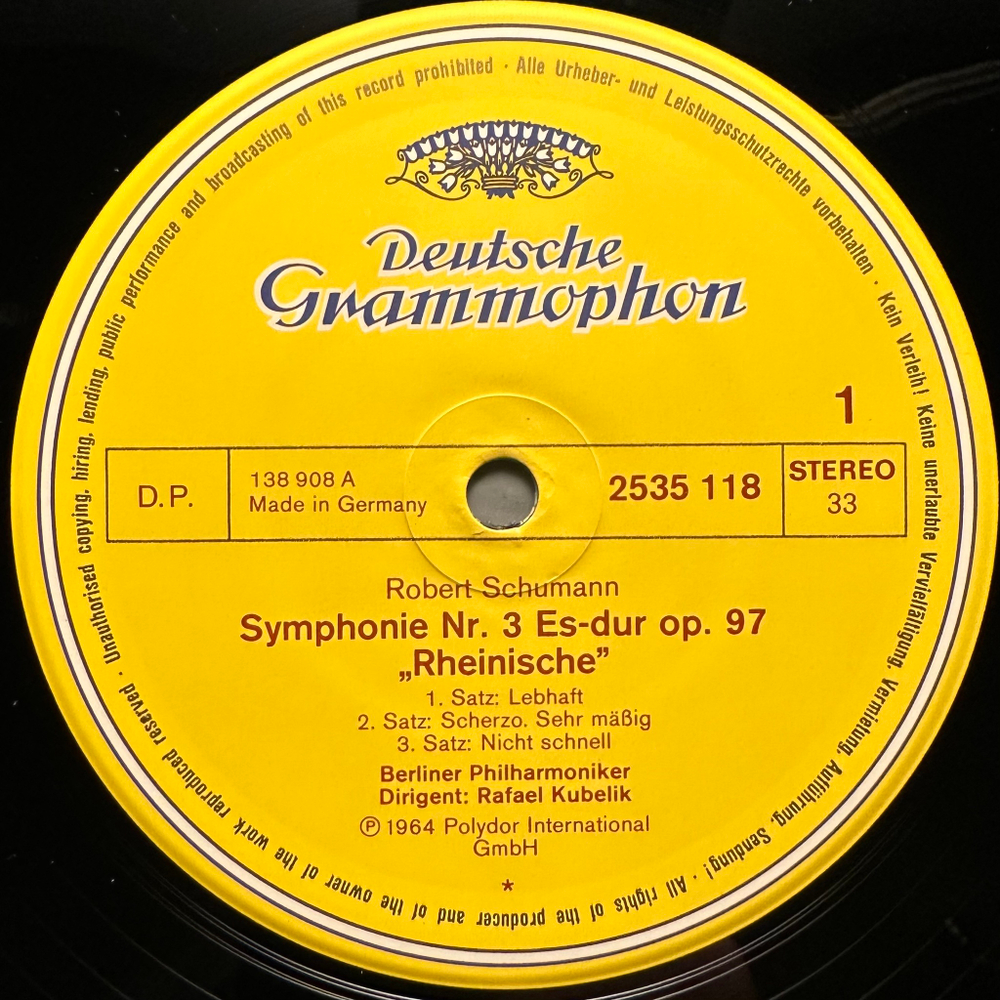 Deutsche
Grammophon
1
D.P.
138 908 A
Made in Germany
2535 118
STEREO
33
Robert Schumann
Symphonie Nr. 3 Es-dur op. 97
„Rheinische”
1. Satz: Lebhaft
2. Satz: Scherzo. Sehr mäßig
3. Satz: Nicht schnell
Berliner Philharmoniker
Dirigent: Rafael Kubelik
Ⓟ 1964 Polydor International
GmbH
*
Alle Urheber- und Leistungsschutzrechte vorbehalten · Kein Verleih! Keine unerlaubte Vervielfältigung, Vermietung, Aufführung, Sendung! · All rights of the producer and of the owner of the work reproduced reserved · Unauthorised copying, hiring, lending, public performance and broadcasting of this record prohibited ·